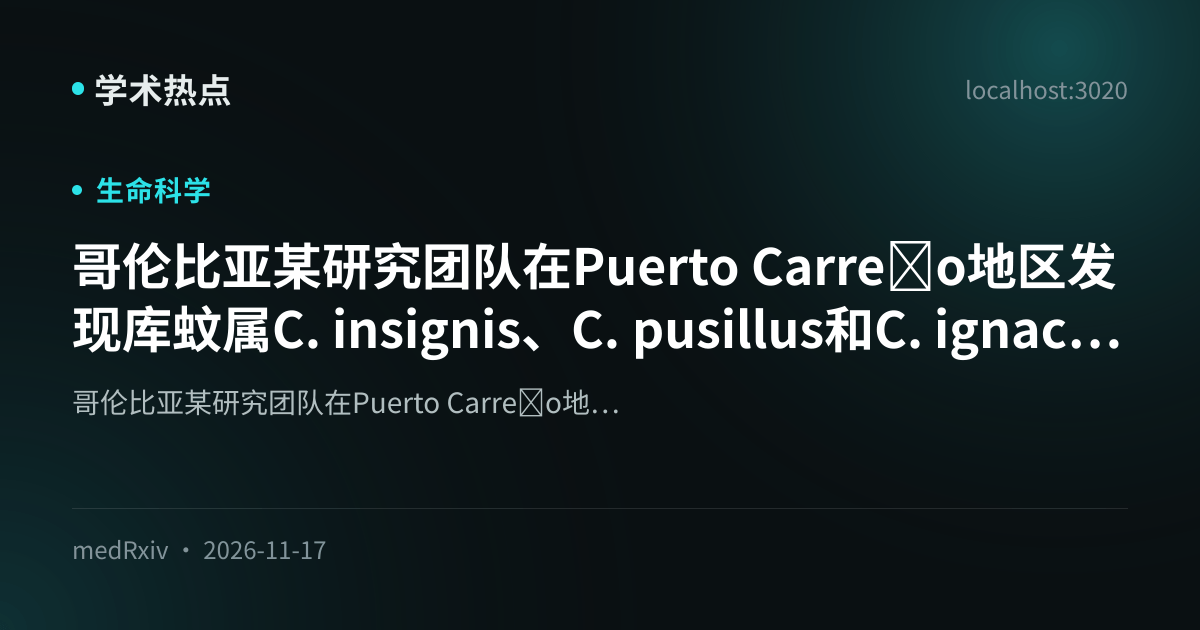 学术热点
localhost:3020
生命科学
哥伦比亚某研究团队在Puerto Carre☒o地区发
现库蚊属C. insignis、C. pusillus和C. ignac…
哥伦比亚某研究团队在Puerto Carre☒o地…
medRxiv · 2026-11-17